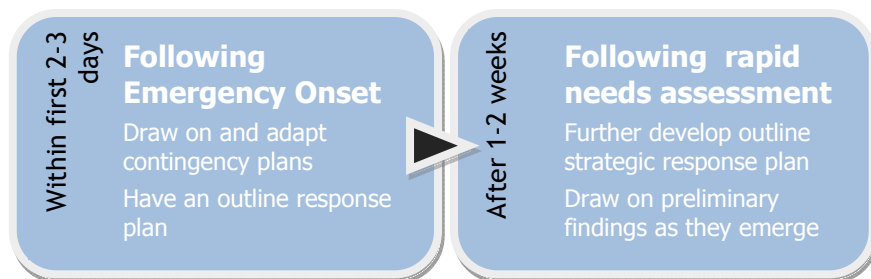 Within first 2-3
days
Following
Emergency Onset
Draw on and adapt
contingency plans
Have an outline response
plan
After 1-2 weeks
Following rapid
needs assessment
Further develop outline
strategic response plan
Draw on preliminary
findings as they emerge